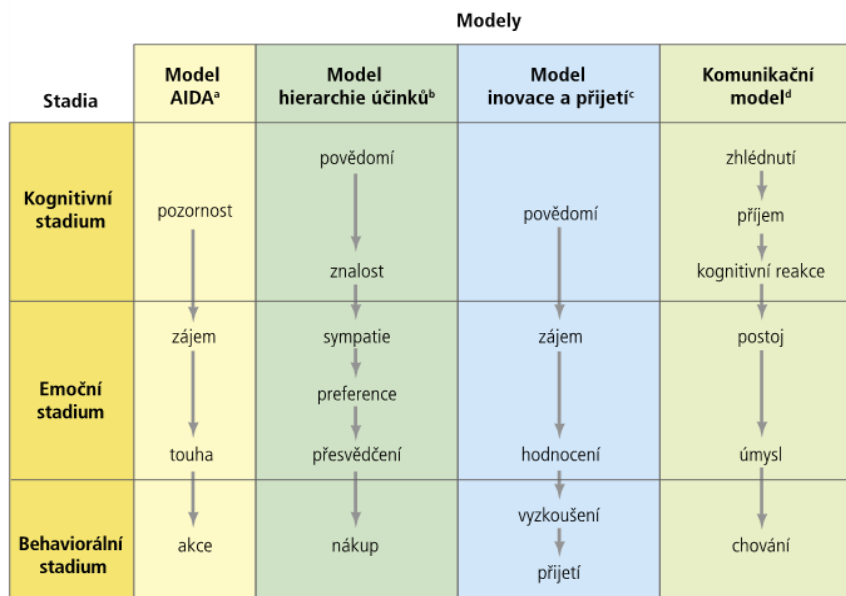 Modely
Stadia
Model
AIDAᵃ
Model
hierarchie účinkůᵇ
Model
inovace a přijetíᶜ
Komunikační
modelᵈ
Kognitivní
stadium
pozornost
povědomí
znalost
povědomí
zhlédnutí
příjem
kognitivní reakce
Emoční
stadium
zájem
touha
sympatie
preference
přesvědčení
zájem
hodnocení
postoj
úmysl
Behaviorální
stadium
akce
nákup
vyzkoušení
přijetí
chování